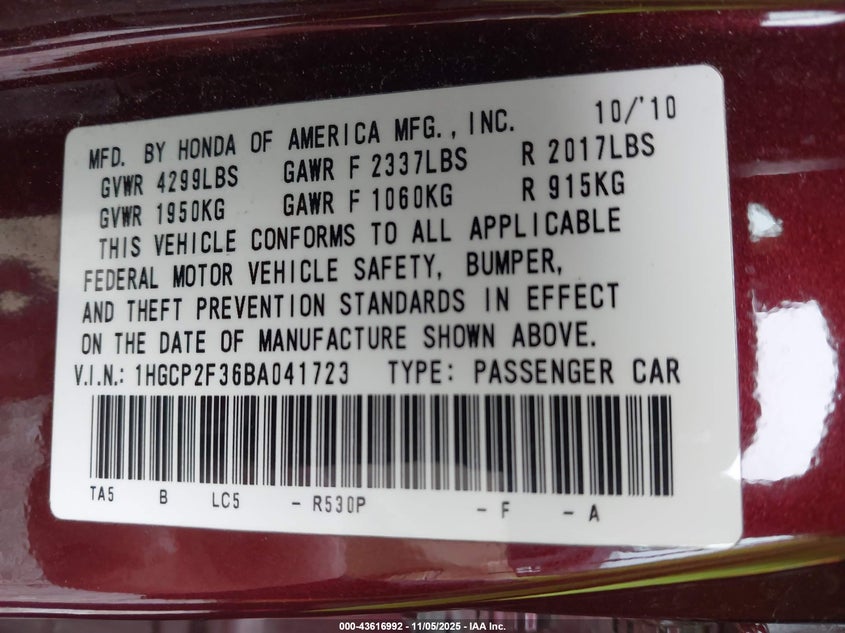 MFD. BY HONDA OF AMERICA MFG., INC. 10/'10
GVWR 4299LBS GAWR F 2337LBS R 2017LBS
GVWR 1950KG GAWR F 1060KG R 915KG
THIS VEHICLE CONFORMS TO ALL APPLICABLE
FEDERAL MOTOR VEHICLE SAFETY, BUMPER,
AND THEFT PREVENTION STANDARDS IN EFFECT
ON THE DATE OF MANUFACTURE SHOWN ABOVE.
V.I.N.: 1HGCP2F36BA041723 TYPE: PASSENGER CAR
TA5 B LC5 - R530P - F - A
000-43616992 - 11/05/2025 - IAA Inc.